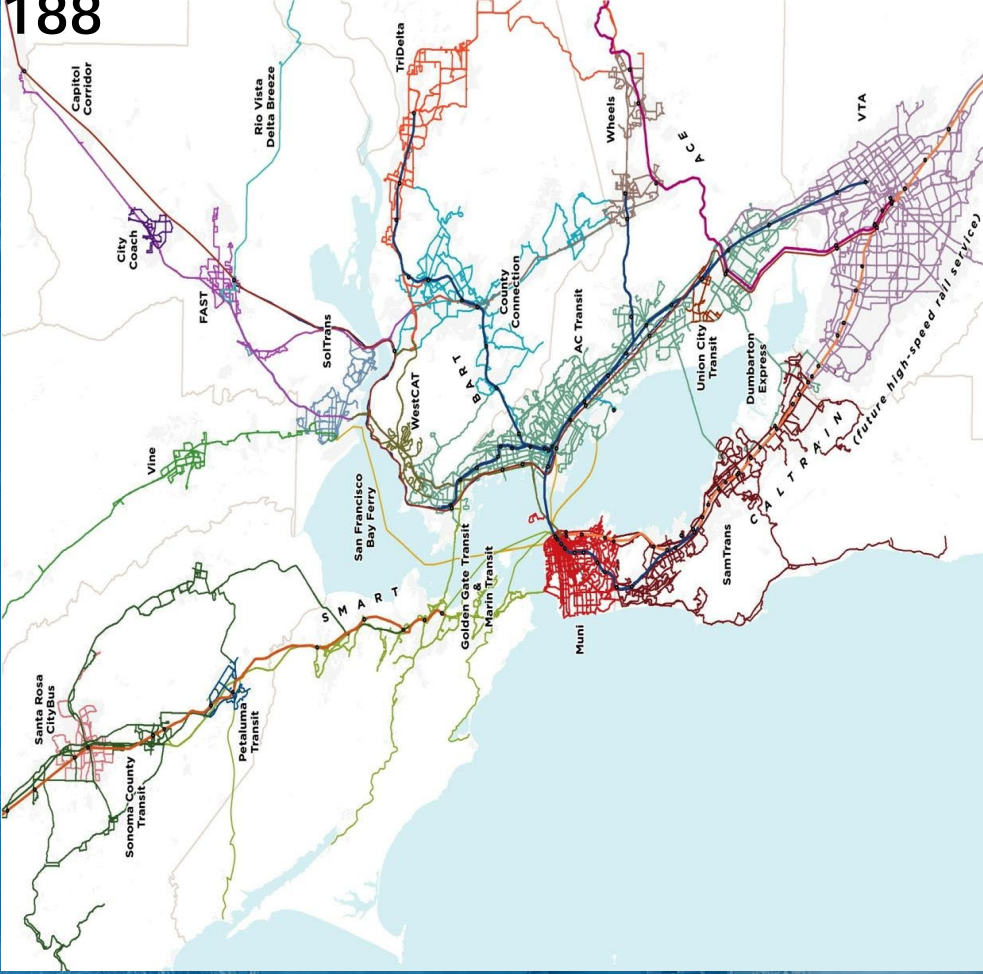 188
Capitol
Corridor
Rio Vista
Delta Breeze
TriDelta
Wheels
ACE
VTA
City
Coach
FAST
SolTrans
County
Connection
BART
AC Transit
Union City
Transit
Dumbarton
Express
WestCAT
Vine
San Francisco
Bay Ferry
CALTRAIN
(future high-speed rail service)
SamTrans
SMART
Golden Gate Transit
&
Marin Transit
Muni
Santa Rosa
CityBus
Petaluma
Transit
Sonoma County
Transit